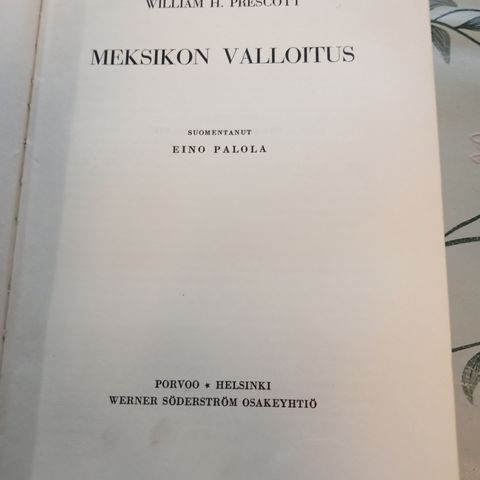 WILLIAM H. PRESCOTT
MEKSIKON VALLOITUS
SUOMENTANUT
EINO PALOLA
PORVOO ★ HELSINKI
WERNER SÖDERSTRÖM OSAKEYHTIÖ